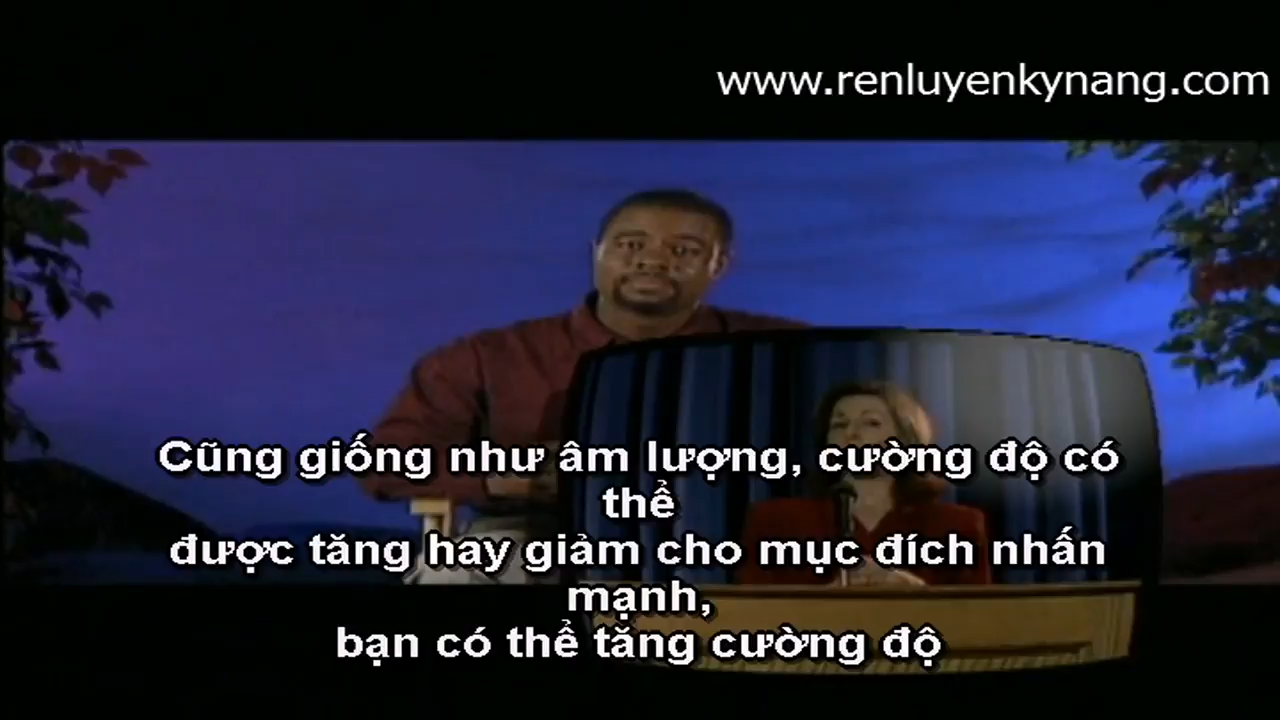 www.renluyenkynang.com
Cũng giống như âm lượng, cường độ có
thể
được tăng hay giảm cho mục đích nhấn
mạnh,
bạn có thể tăng cường độ